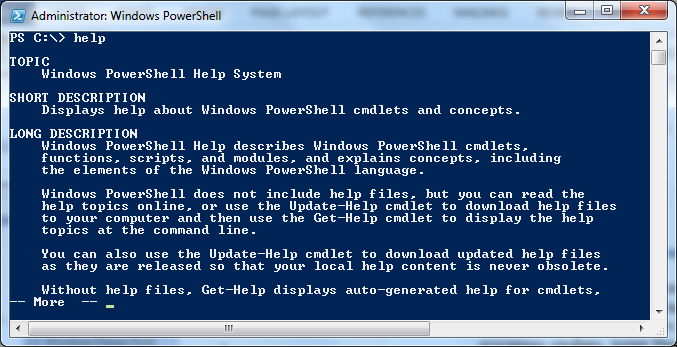 Administrator: Windows PowerShell
PS C:\> help
TOPIC
Windows PowerShell Help System
SHORT DESCRIPTION
Displays help about Windows PowerShell cmdlets and concepts.
LONG DESCRIPTION
Windows PowerShell Help describes Windows PowerShell cmdlets,
functions, scripts, and modules, and explains concepts, including
the elements of the Windows PowerShell language.
Windows PowerShell does not include help files, but you can read the
help topics online, or use the Update-Help cmdlet to download help files
to your computer and then use the Get-Help cmdlet to display the help
topics at the command line.
You can also use the Update-Help cmdlet to download updated help files
as they are released so that your local help content is never obsolete.
Without help files, Get-Help displays auto-generated help for cmdlets,
-- More  --